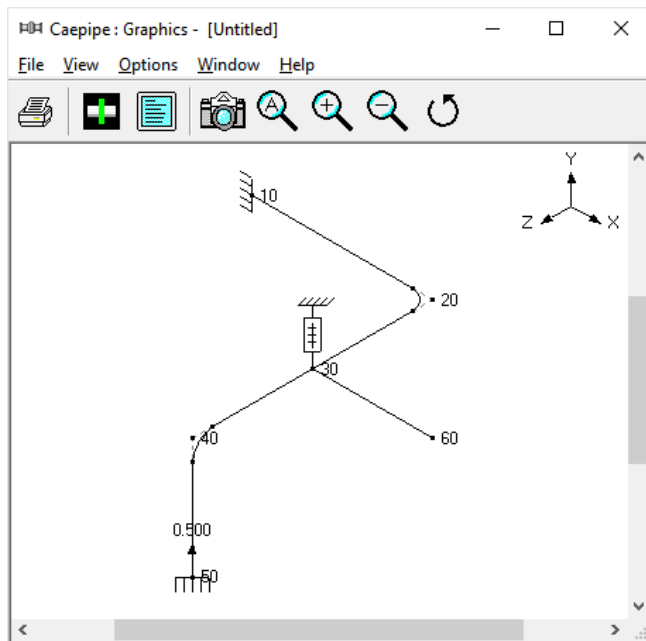 Caepipe : Graphics - [Untitled]
File View Options Window Help
A
Y
Z X
10
20
30
40
60
0.500
50